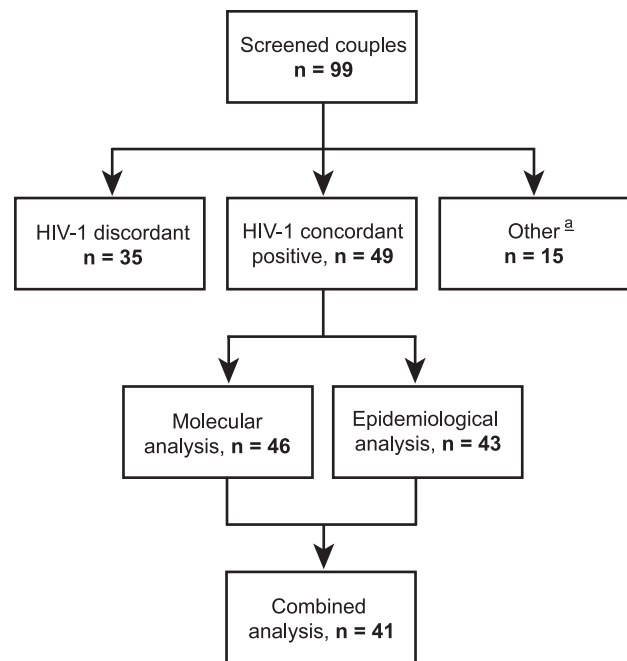 Screened couples
n = 99
HIV-1 discordant
n = 35
HIV-1 concordant
positive, n = 49
Other a
n = 15
Molecular
analysis, n = 46
Epidemiological
analysis, n = 43
Combined
analysis, n = 41